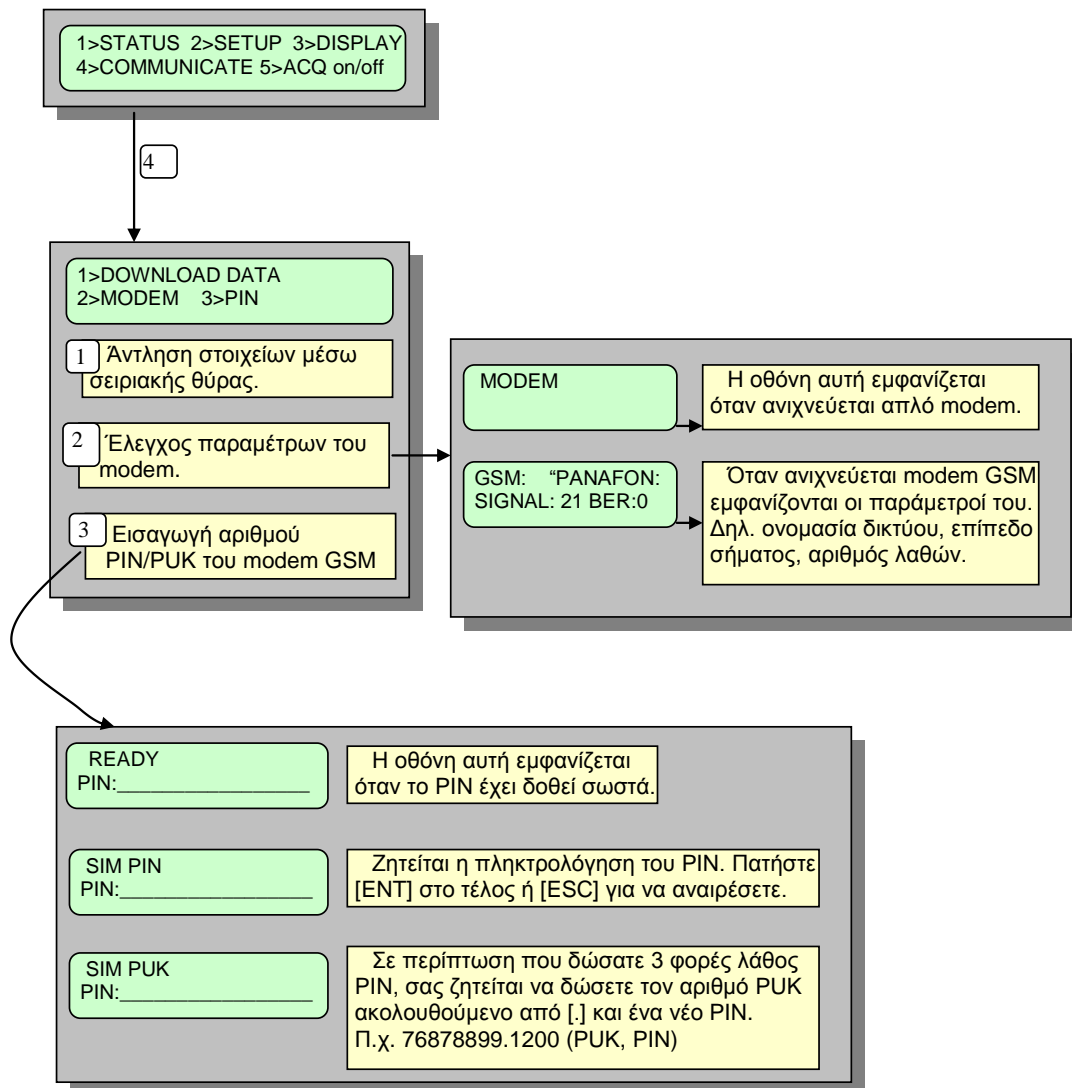 1>STATUS 2>SETUP 3>DISPLAY
4>COMMUNICATE 5>ACQ on/off
4
1>DOWNLOAD DATA
2>MODEM 3>PIN
1 Άντληση στοιχείων μέσω
σειριακής θύρας.
2 Έλεγχος παραμέτρων του
modem.
3 Εισαγωγή αριθμού
PIN/PUK του modem GSM
MODEM
Η οθόνη αυτή εμφανίζεται
όταν ανιχνεύεται απλό modem.
GSM: “PANAFON:
SIGNAL: 21 BER:0
Όταν ανιχνεύεται modem GSM
εμφανίζονται οι παράμετροί του.
Δηλ. ονομασία δικτύου, επίπεδο
σήματος, αριθμός λαθών.
READY
PIN:_________________
Η οθόνη αυτή εμφανίζεται
όταν το PIN έχει δοθεί σωστά.
SIM PIN
PIN:_________________
Ζητείται η πληκτρολόγηση του PIN. Πατήστε
[ENT] στο τέλος ή [ESC] για να αναιρέσετε.
SIM PUK
PIN:_________________
Σε περίπτωση που δώσατε 3 φορές λάθος
PIN, σας ζητείται να δώσετε τον αριθμό PUK
ακολουθούμενο από [.] και ένα νέο PIN.
Π.χ. 76878899.1200 (PUK, PIN)